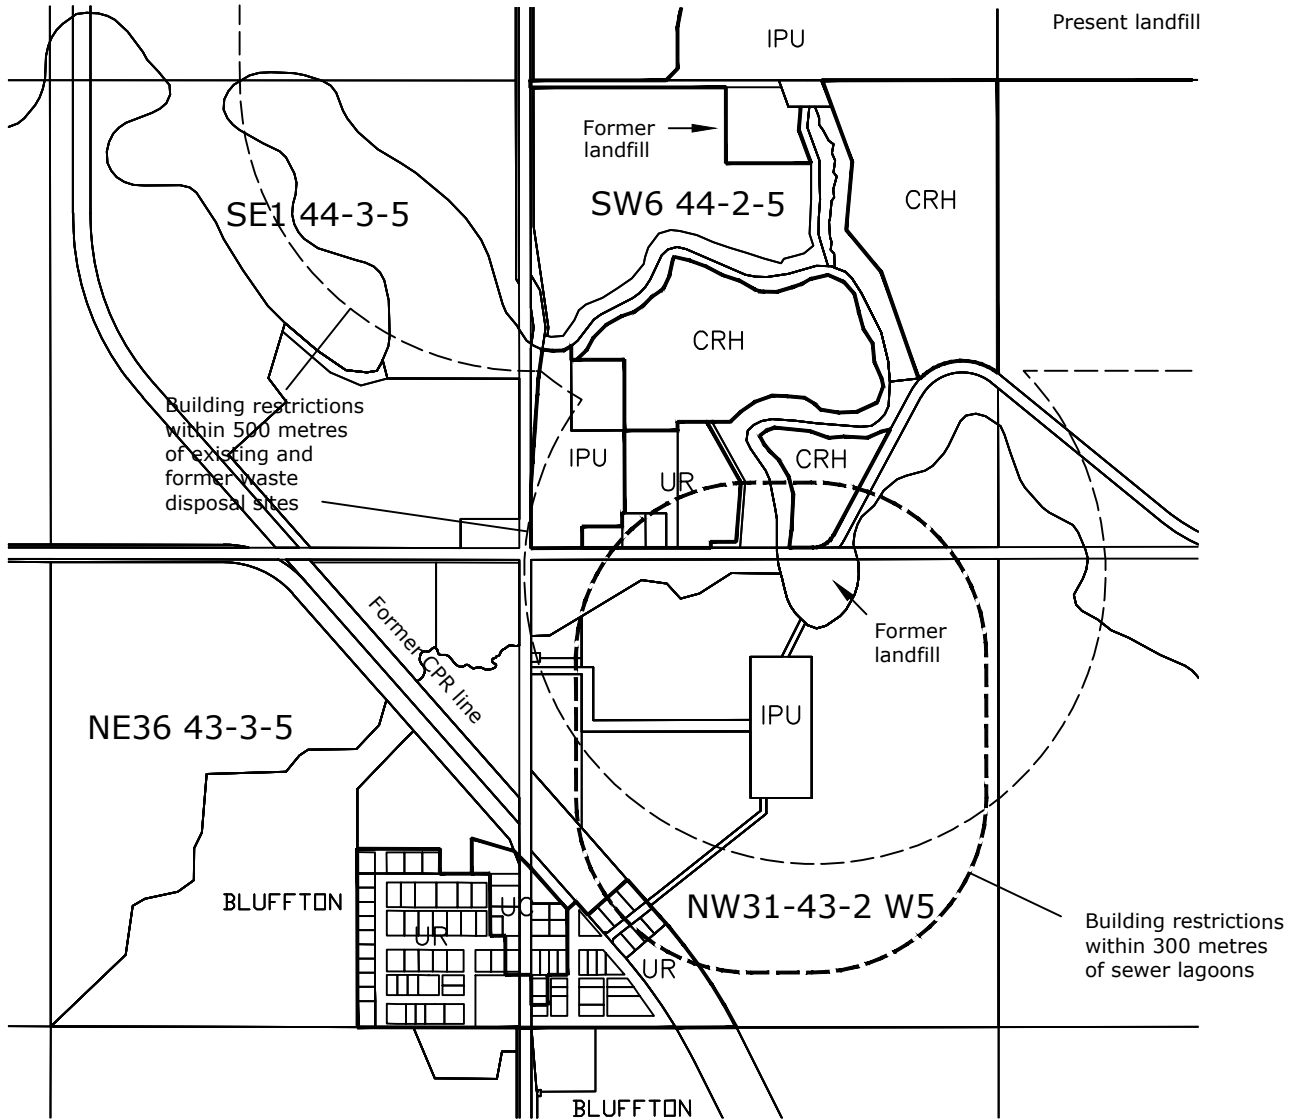 Present landfill
IPU
Former
landfill
SE1 44-3-5
SW6 44-2-5
CRH
CRH
Building restrictions
within 500 metres
of existing and
former waste
disposal sites
IPU
UR
CRH
Former CPR line
Former
landfill
NE36 43-3-5
IPU
BLUFFTON
UC
UR
NW31-43-2 W5
UR
Building restrictions
within 300 metres
of sewer lagoons
BLUFFTON